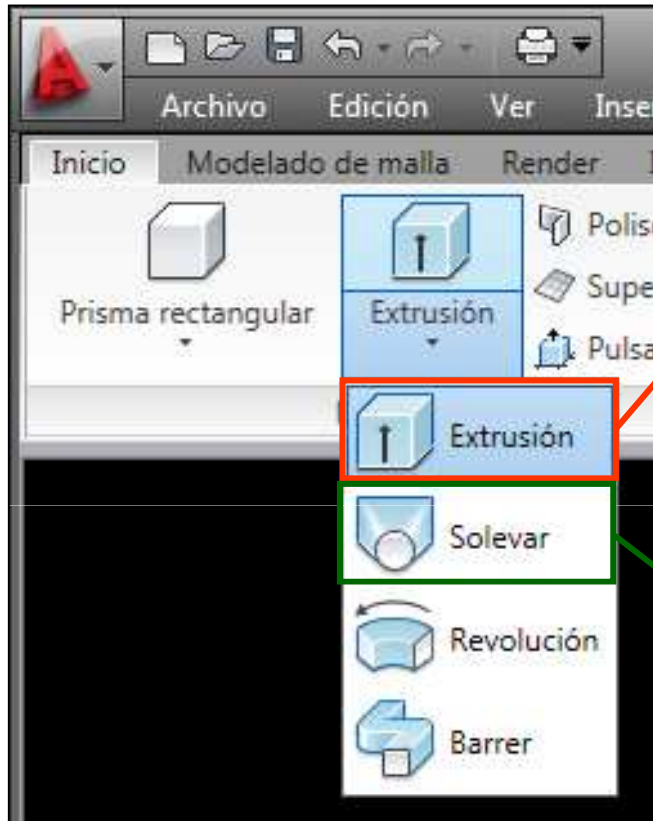 Archivo Edición Ver
Inicio Modelado de malla Render
Prisma rectangular Extrusión
Extrusión
Solevar
Revolución
Barrer